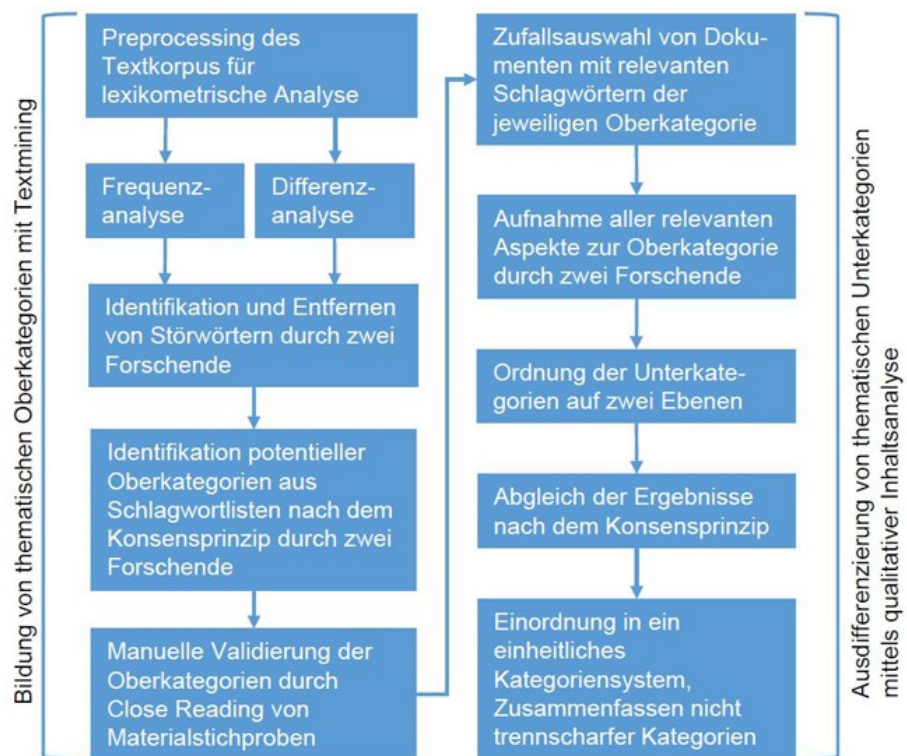 Bildung von thematischen Oberkategorien mit Textmining
Preprocessing des
Textkorpus für
lexikometrische Analyse
Frequenz-
analyse
Differenz-
analyse
Identifikation und Entfernen
von Störwörtern durch zwei
Forschende
Identifikation potentieller
Oberkategorien aus
Schlagwortlisten nach dem
Konsensprinzip durch zwei
Forschende
Manuelle Validierung der
Oberkategorien durch
Close Reading von
Materialstichproben
Zufallsauswahl von Doku-
menten mit relevanten
Schlagwörtern der
jeweiligen Oberkategorie
Aufnahme aller relevanten
Aspekte zur Oberkategorie
durch zwei Forschende
Ordnung der Unterkate-
gorien auf zwei Ebenen
Abgleich der Ergebnisse
nach dem Konsensprinzip
Einordnung in ein
einheitliches
Kategoriensystem,
Zusammenfassen nicht
trennscharfer Kategorien
Ausdifferenzierung von thematischen Unterkategorien
mittels qualitativer Inhaltsanalyse